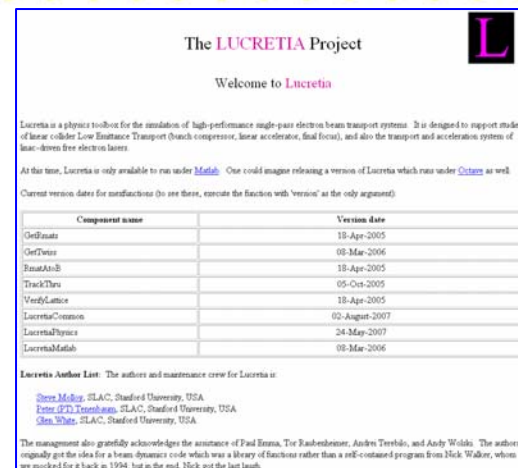 The LUCRETIA Project
L
Welcome to Lucretia
Lucretia is a physics toolbox for the simulation of high-performance single-pass electron beam transport systems. It is designed to support studie
of linear collider Low Emittance Transport (bunch compressor, linear accelerator, final focus), and also the transport and acceleration system of
linac-driven free electron lasers.
At this time, Lucretia is only available to run under Matlab. One could imagine releasing a version of Lucretia which runs under Octave as well.
Current version dates for mexfunctions (to see these, execute the function with 'version' as the only argument):
Component name Version date
GetRmats 18-Apr-2005
GetTwiss 08-Mar-2006
RmatAtoB 18-Apr-2005
TrackThru 05-Oct-2005
VerifyLattice 18-Apr-2005
LucretiaCommon 02-August-2007
LucretiaPhysics 24-May-2007
LucretiaMatlab 08-Mar-2006
Lucretia Author List: The authors and maintenance crew for Lucretia is:
Steve Molloy, SLAC, Stanford University, USA
Peter (PT) Tenenbaum, SLAC, Stanford University, USA
Glen White, SLAC, Stanford University, USA
The management also gratefully acknowledges the assistance of Paul Emma, Tor Raubenheimer, Andrei Terebilo, and Andy Wolski. The authors
originally got the idea for a beam dynamics code which was a library of functions rather than a self-contained program from Nick Walker, whom
we mocked for it back in 1994; but in the end, Nick got the last laugh.